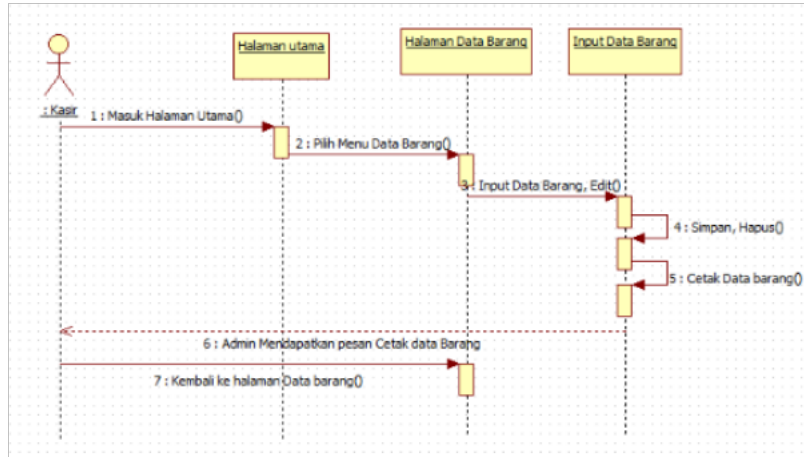 Halaman utama
Halaman Data Barang
Input Data Barang
: Kasir
1 : Masuk Halaman Utama()
2 : Pilih Menu Data Barang()
3 : Input Data Barang, Edit()
4 : Simpan, Hapus()
5 : Cetak Data barang()
6 : Admin Mendapatkan pesan Cetak data Barang
7 : Kembali ke halaman Data barang()